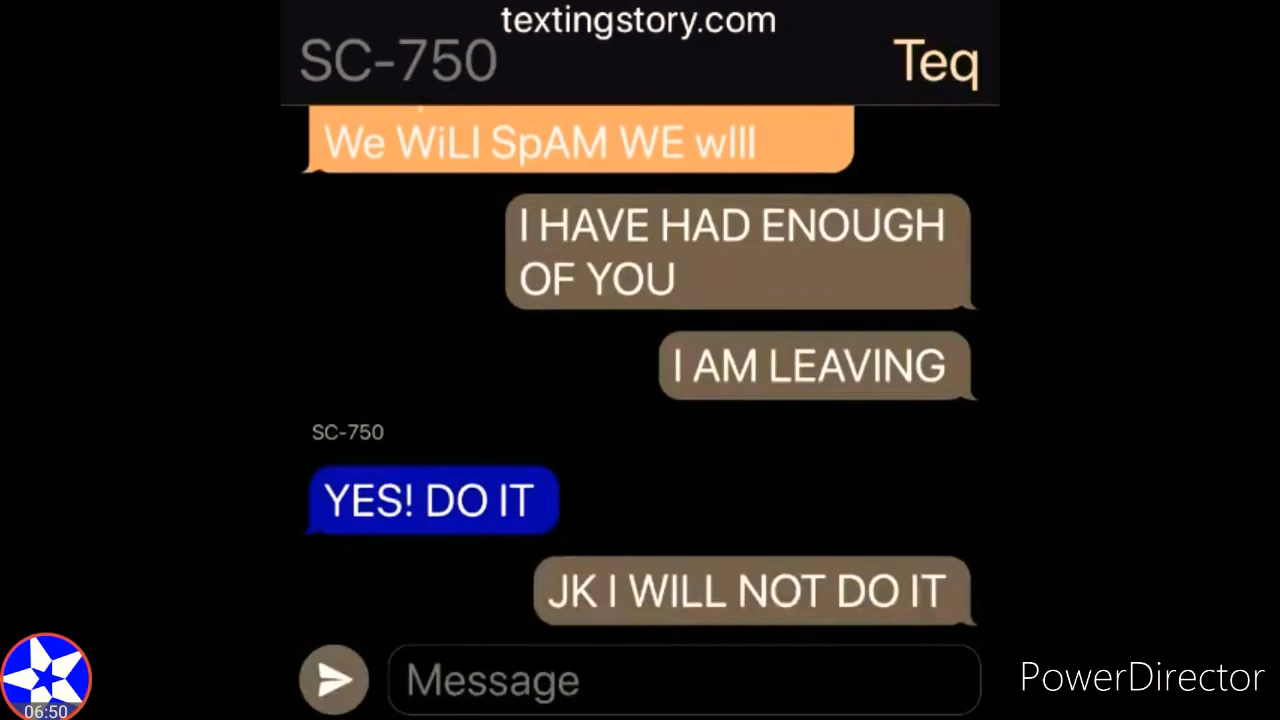 textingstory.com
SC-750
Teq
We WiLl SpAM WE wlll
I HAVE HAD ENOUGH
OF YOU
I AM LEAVING
SC-750
YES! DO IT
JK I WILL NOT DO IT
Message
PowerDirector
06:50